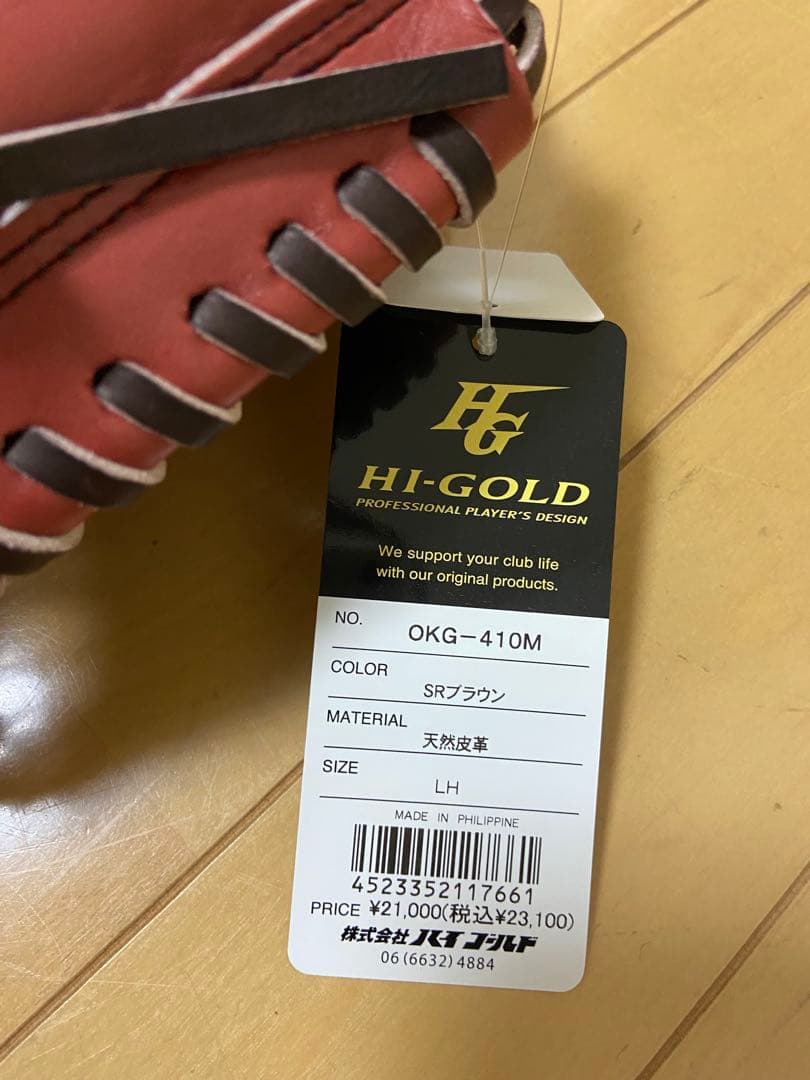 HG
HI-GOLD
PROFESSIONAL PLAYER'S DESIGN
We support your club life
with our original products.
NO. OKG-410M
COLOR SRブラウン
MATERIAL 天然皮革
SIZE LH
MADE IN PHILIPPINE
4523352117661
PRICE ¥21,000(税込¥23,100)
株式会社 ハイ ゴールド
06(6632)4884